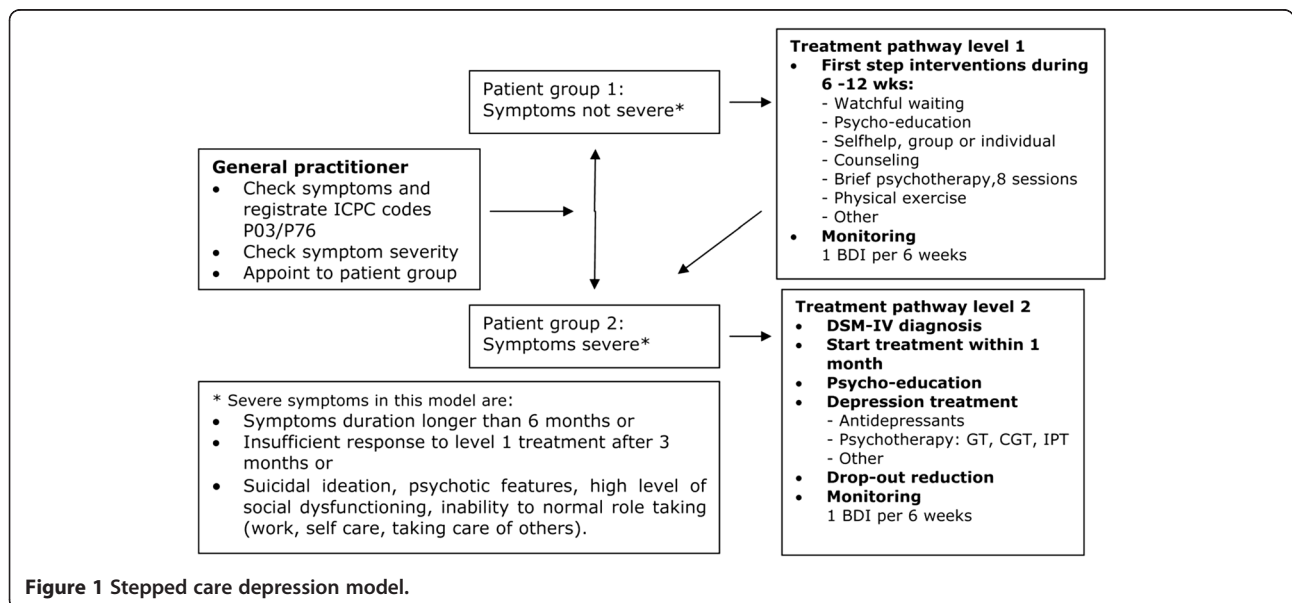 General practitioner
• Check symptoms and
registrate ICPC codes
P03/P76
• Check symptom severity
• Appoint to patient group
Patient group 1:
Symptoms not severe*
Treatment pathway level 1
• First step interventions during
6 -12 wks:
- Watchful waiting
- Psycho-education
- Selfhelp, group or individual
- Counseling
- Brief psychotherapy,8 sessions
- Physical exercise
- Other
• Monitoring
1 BDI per 6 weeks
Patient group 2:
Symptoms severe*
Treatment pathway level 2
• DSM-IV diagnosis
• Start treatment within 1
month
• Psycho-education
• Depression treatment
- Antidepressants
- Psychotherapy: GT, CGT, IPT
- Other
• Drop-out reduction
• Monitoring
1 BDI per 6 weeks
* Severe symptoms in this model are:
• Symptoms duration longer than 6 months or
• Insufficient response to level 1 treatment after 3
months or
• Suicidal ideation, psychotic features, high level of
social dysfunctioning, inability to normal role taking
(work, self care, taking care of others).
Figure 1 Stepped care depression model.